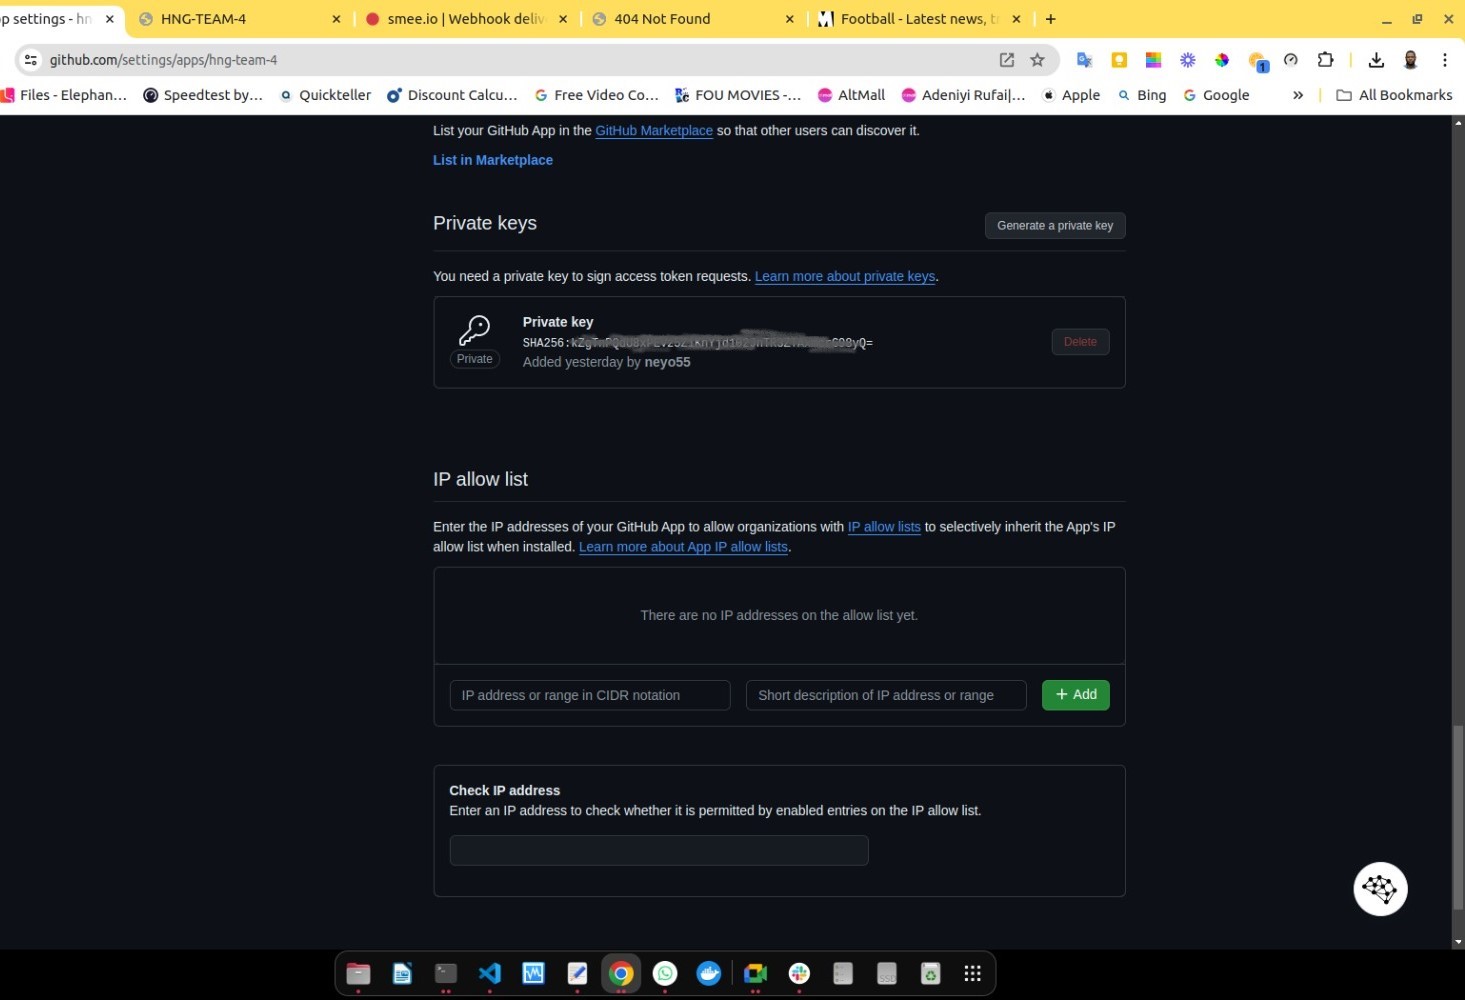 p settings - hn
HNG-TEAM-4
smee.io | Webhook deliv
404 Not Found
Football - Latest news, t
github.com/settings/apps/hng-team-4
1
Files - Elephan...
Speedtest by...
Quickteller
Discount Calcu...
Free Video Co...
FOU MOVIES -...
AltMall
Adeniyi Rufai|...
Apple
Bing
Google
»
All Bookmarks
List your GitHub App in the GitHub Marketplace so that other users can discover it.
List in Marketplace
Private keys
Generate a private key
You need a private key to sign access token requests. Learn more about private keys.
Private key
SHA256:
Private
Delete
Added yesterday by neyo55
IP allow list
Enter the IP addresses of your GitHub App to allow organizations with IP allow lists to selectively inherit the App's IP
allow list when installed. Learn more about App IP allow lists.
There are no IP addresses on the allow list yet.
IP address or range in CIDR notation
Short description of IP address or range
+ Add
Check IP address
Enter an IP address to check whether it is permitted by enabled entries on the IP allow list.
SSD